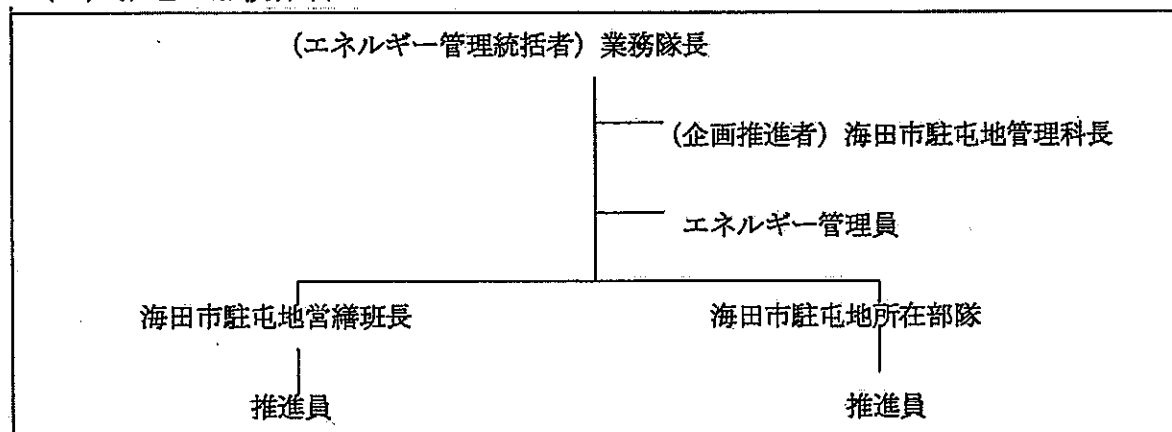 (エネルギー管理統括者) 業務隊長
(企画推進者) 海田市駐屯地管理科長
エネルギー管理員
海田市駐屯地営繕班長
海田市駐屯地所在部隊
推進員
推進員